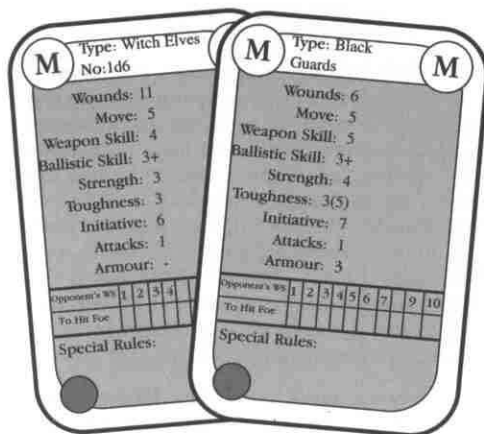 M
Type: Witch Elves
No:1d6
Wounds: 11
Move: 5
Weapon Skill: 4
Ballistic Skill: 3+
Strength: 3
Toughness: 3
Initiative: 6
Attacks: 1
Armour: -
Opponent's WS 1 2 3 4
To Hit Foe
Special Rules:
M
Type: Black
Guards
M
Wounds: 6
Move: 5
Weapon Skill: 5
Ballistic Skill: 3+
Strength: 4
Toughness: 3(5)
Initiative: 7
Attacks: 1
Armour: 3
Opponent's WS 1 2 3 4 5 6 7 9 10
To Hit Foe
Special Rules: